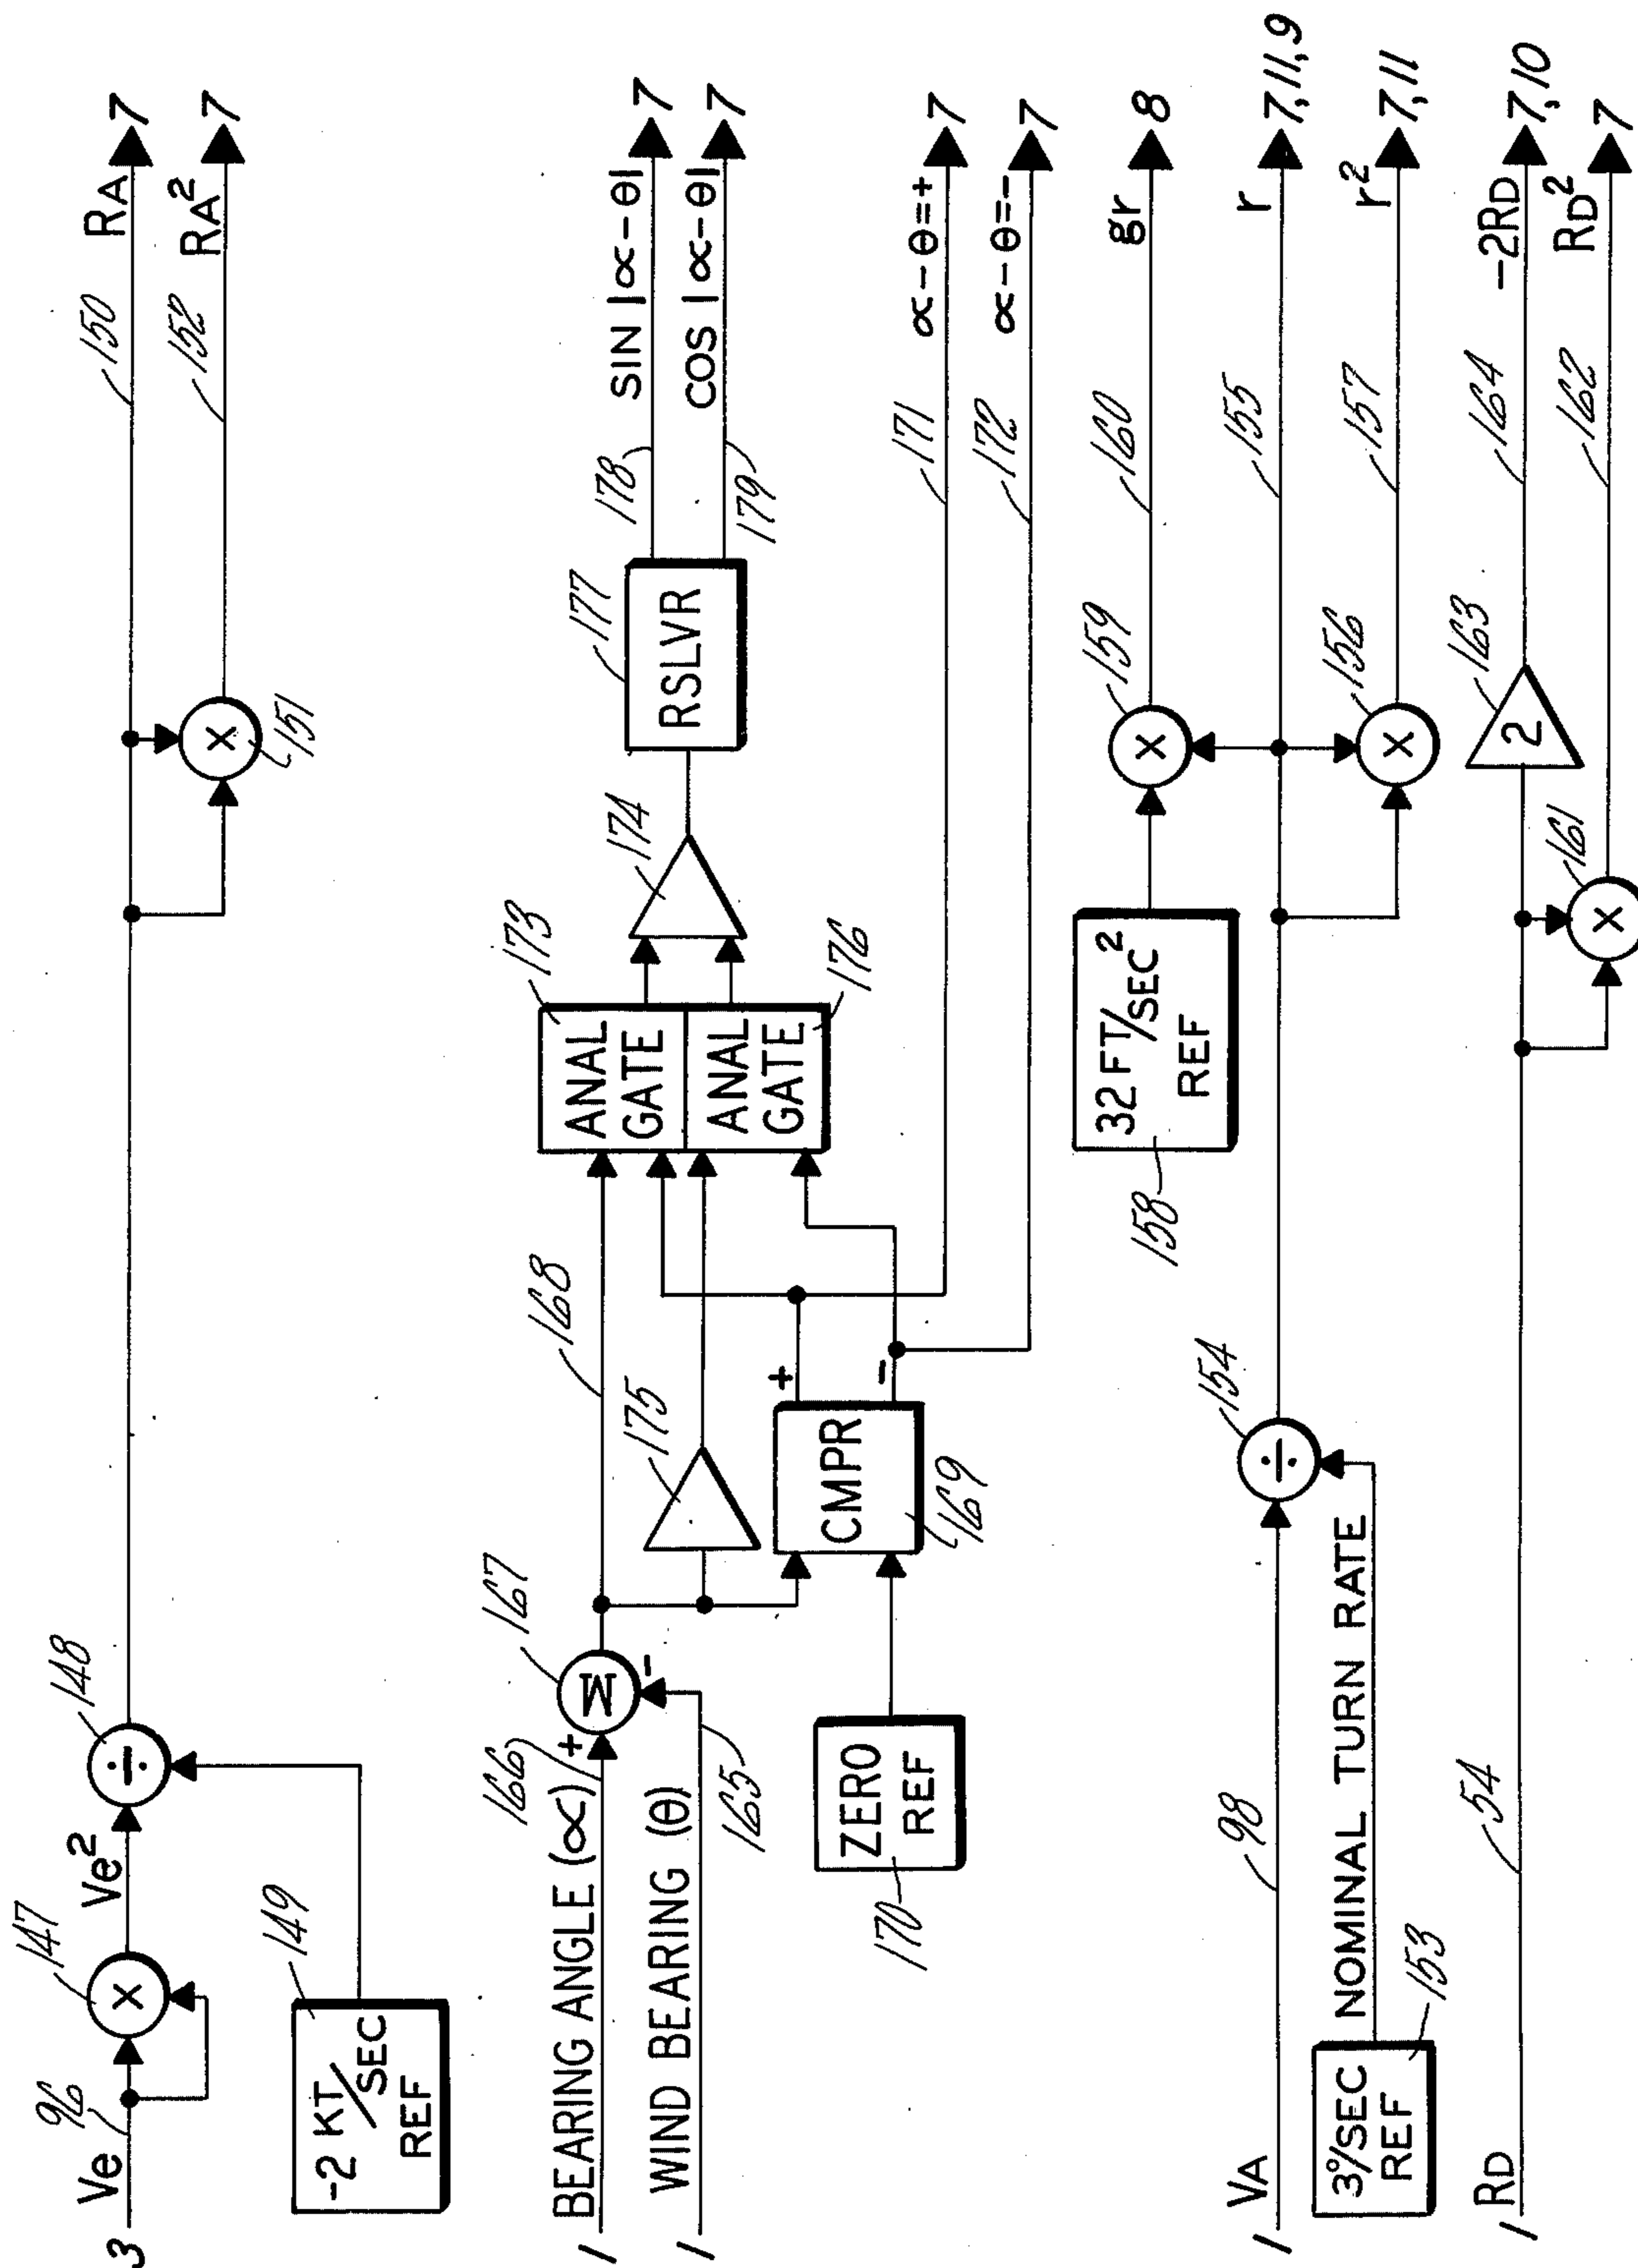 3 Ve 96 147 Ve² 148 150 RA 7
151 152 RA² 7
× ÷ ×
-2 KT/SEC
REF
149
1 BEARING ANGLE (∝) 166 + Σ 167 168
1 WIND BEARING (θ) 165 -
175
ANAL
GATE
173
ANAL
GATE
176
174
RSLVR
177
178 SIN |∝-θ| 7
179 COS |∝-θ| 7
ZERO
REF
170
CMPR
169
+
-
171 ∝-θ=+ 7
172 ∝-θ=- 7
32 FT/SEC²
REF
158
× 159 160 gr 8
1 VA 98 ÷ 154 155 r 7,11,9
3°/SEC
REF
153
NOMINAL TURN RATE
× 156 157 r² 7,11
1 RD 54 2 163 164 -2RD 7,10
× 161 162 RD² 7